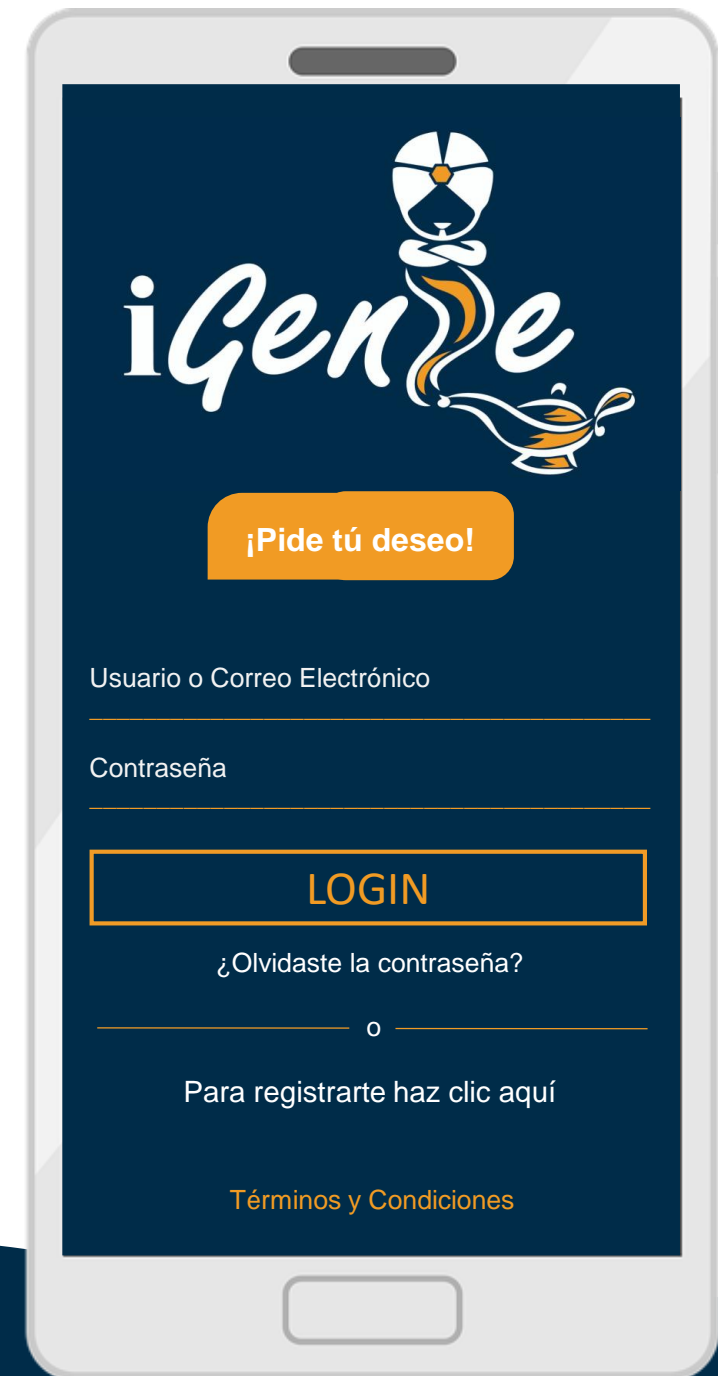 iGenie
¡Pide tú deseo!
Usuario o Correo Electrónico
Contraseña
LOGIN
¿Olvidaste la contraseña?
o
Para registrarte haz clic aquí
Términos y Condiciones